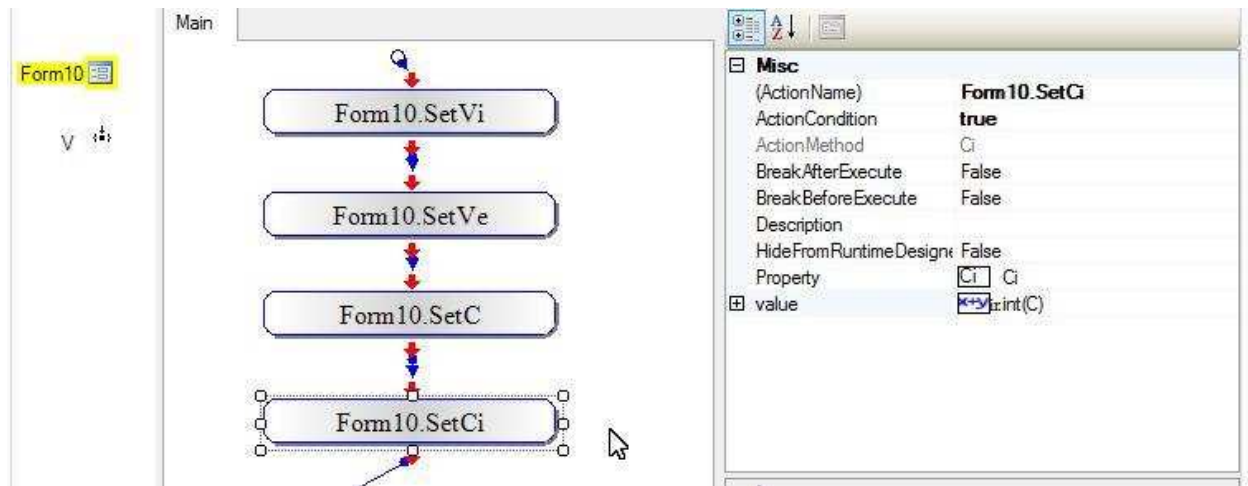 Main
Form10
V
Form10.SetVi
Form10.SetVe
Form10.SetC
Form10.SetCi
Misc
(ActionName) Form10.SetCi
ActionCondition true
ActionMethod Ci
BreakAfterExecute False
BreakBeforeExecute False
Description
HideFromRuntimeDesigne False
Property Ci Ci
value x+y int(C)